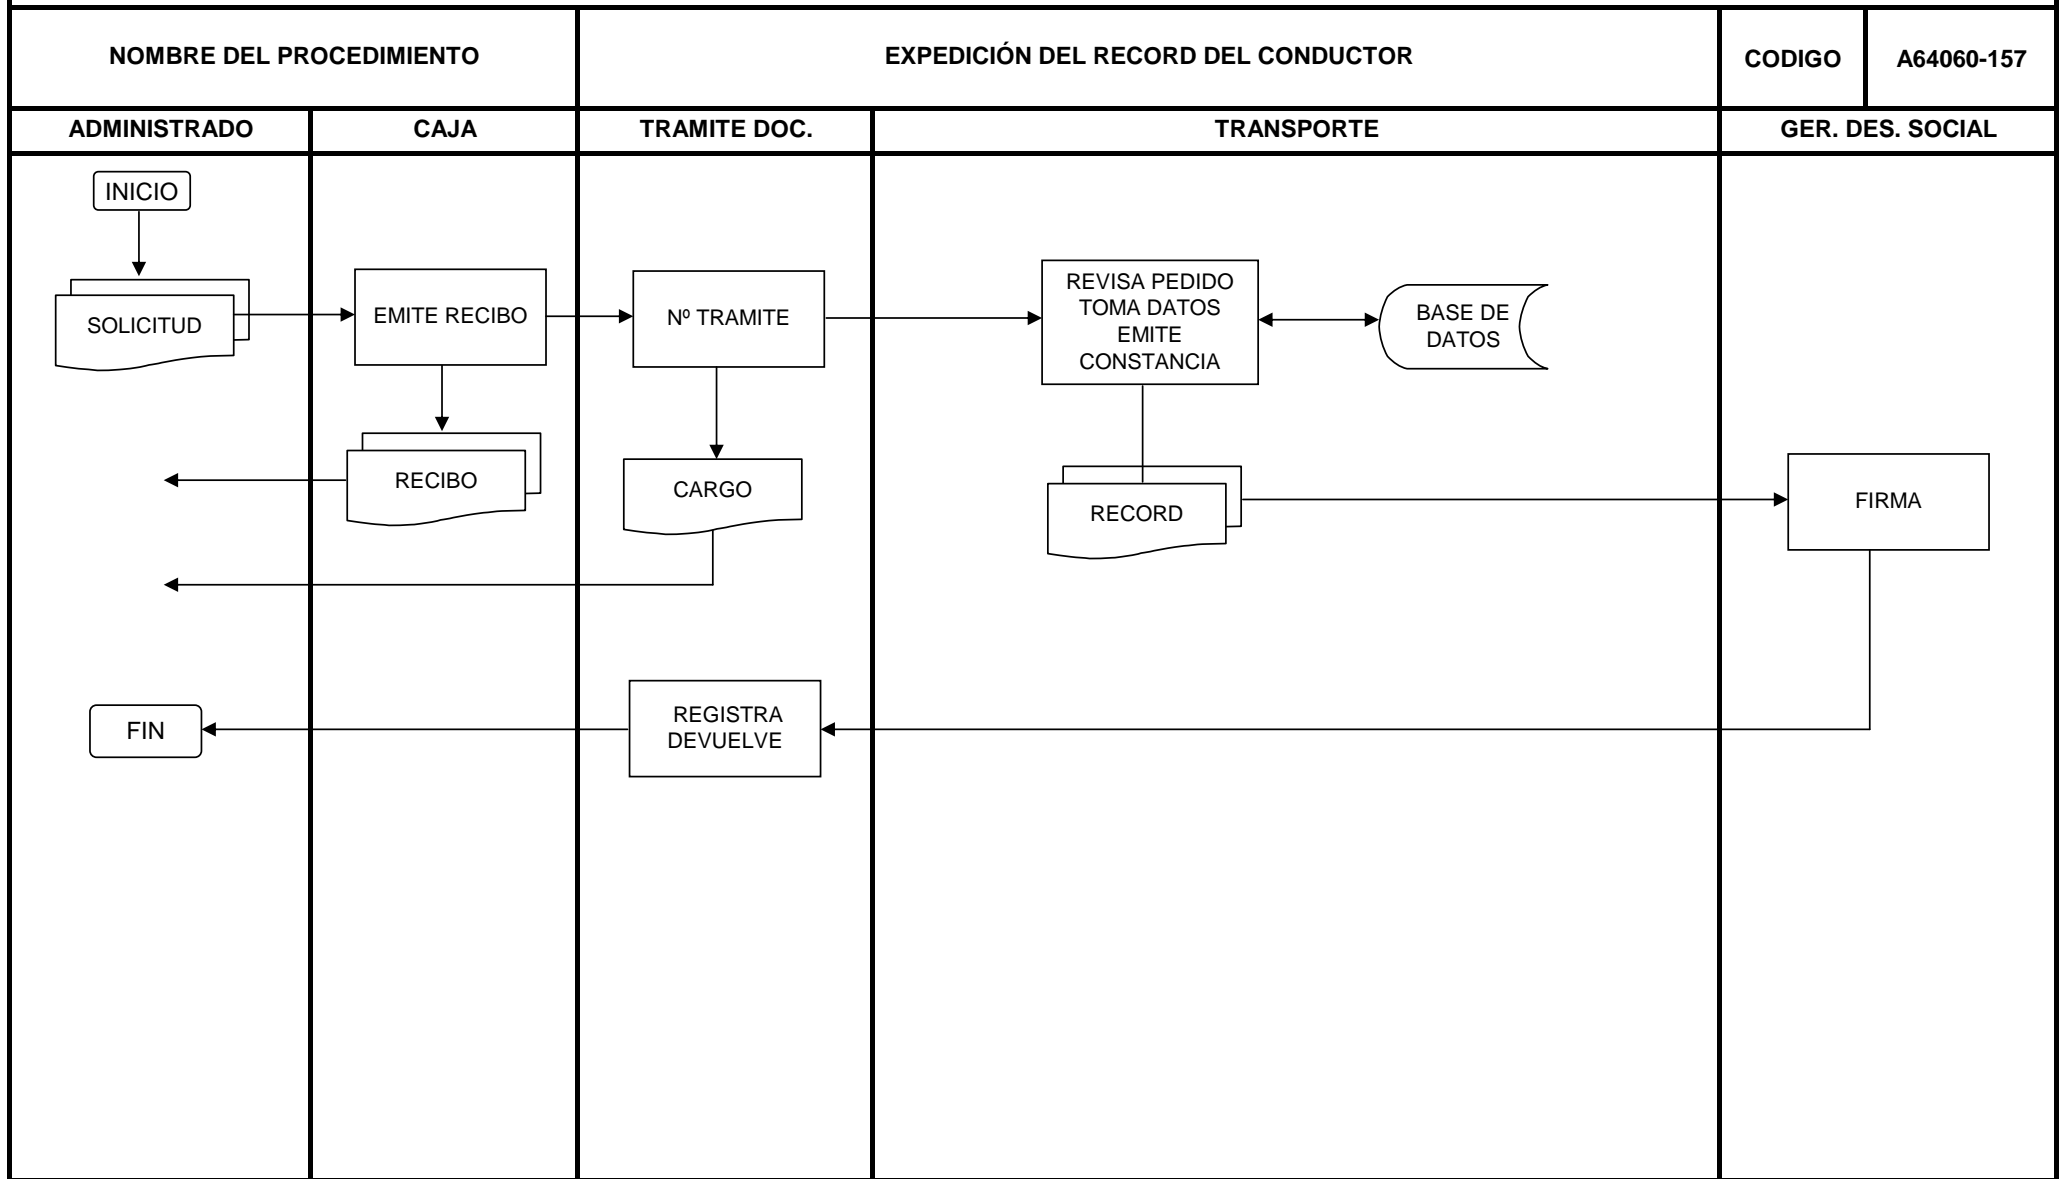 NOMBRE DEL PROCEDIMIENTO
EXPEDICIÓN DEL RECORD DEL CONDUCTOR
CODIGO
A64060-157
ADMINISTRADO
CAJA
TRAMITE DOC.
TRANSPORTE
GER. DES. SOCIAL
INICIO
SOLICITUD
EMITE RECIBO
Nº TRAMITE
REVISA PEDIDO
TOMA DATOS
EMITE
CONSTANCIA
BASE DE
DATOS
RECIBO
CARGO
RECORD
FIRMA
FIN
REGISTRA
DEVUELVE